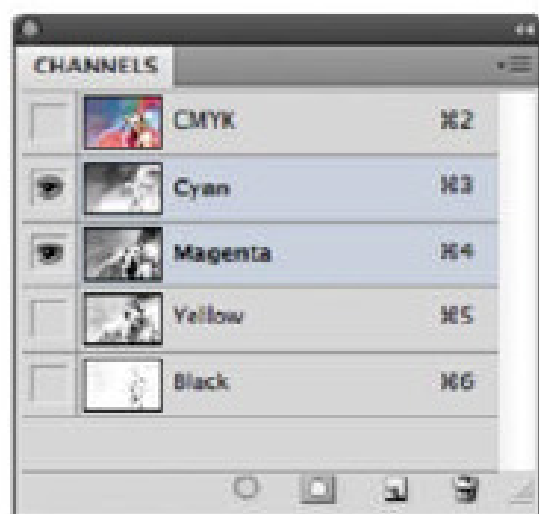 CHANNELS
CMYK ⌘2
Cyan ⌘3
Magenta ⌘4
Yellow ⌘5
Black ⌘6